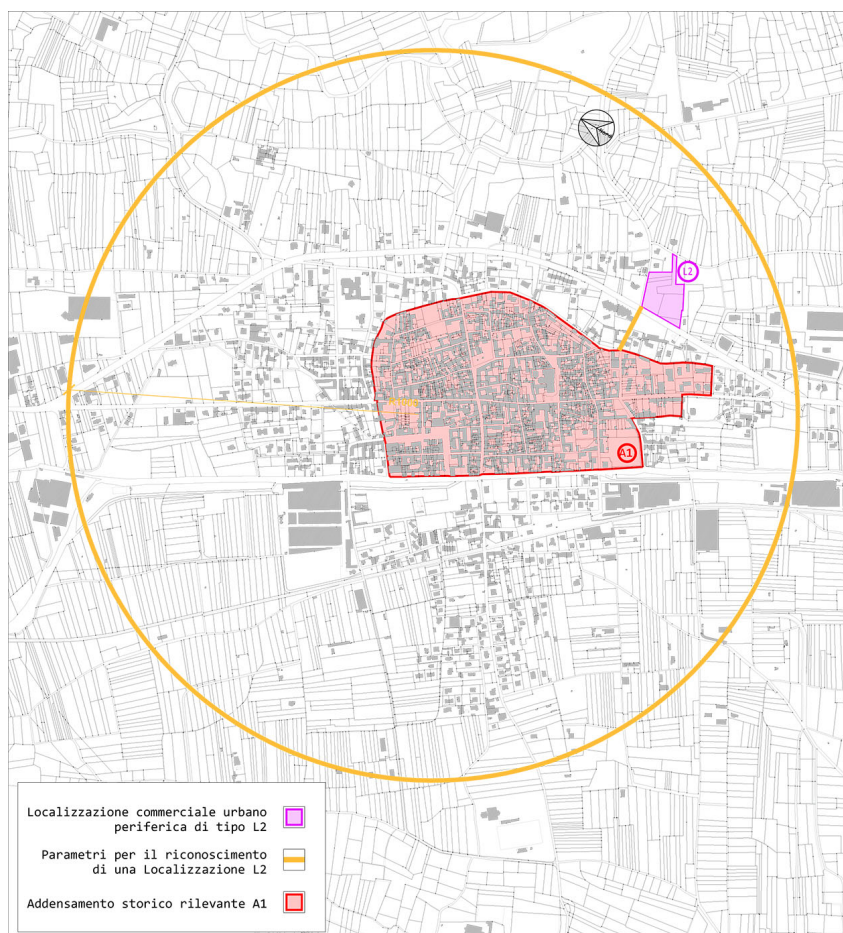 L2
A1
Localizzazione commerciale urbano
periferica di tipo L2
Parametri per il riconoscimento
di una Localizzazione L2
Addensamento storico rilevante A1